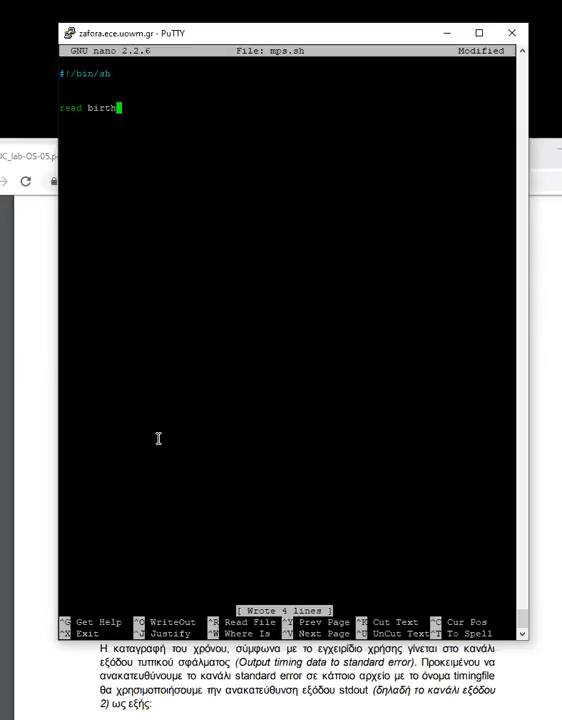 zafora.ece.uowm.gr - PuTTY
GNU nano 2.2.6 File: mps.sh Modified
#!/bin/sh
read birth
DC_lab-OS-05.p
[ Wrote 4 lines ]
^G Get Help ^O WriteOut ^R Read File ^Y Prev Page ^K Cut Text ^C Cur Pos
^X Exit ^J Justify ^W Where Is ^V Next Page ^U UnCut Text ^T To Spell
Η καταγραφή του χρόνου, σύμφωνα με το εγχειρίδιο χρήσης γίνεται στο κανάλι
εξόδου τυπικού σφάλματος (Output timing data to standard error). Προκειμένου να
ανακατευθύνουμε το κανάλι standard error σε κάποιο αρχείο με το όνομα timingfile
θα χρησιμοποιήσουμε την ανακατεύθυνση εξόδου stdout (δηλαδή το κανάλι εξόδου
2) ως εξής: